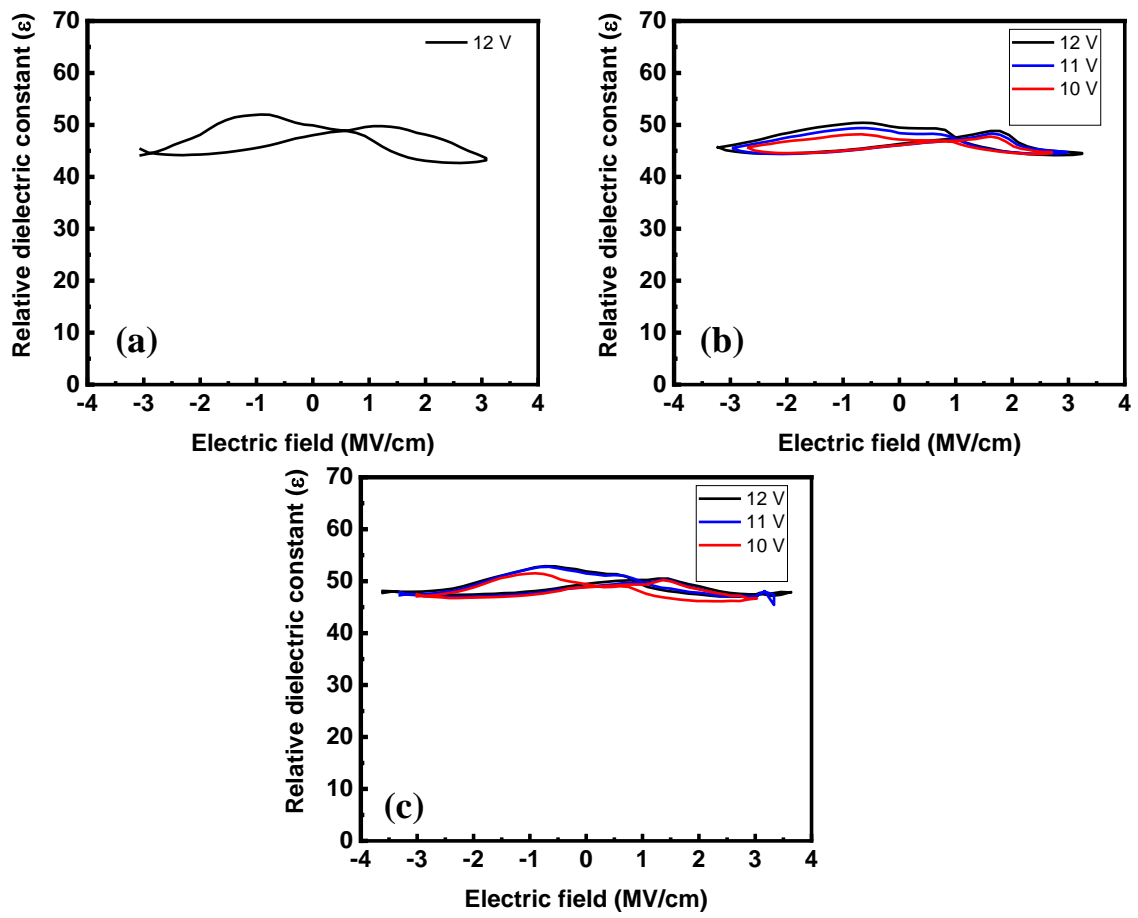 70
60
50
40
30
20
10
0
Relative dielectric constant (ε)
12 V
(a)
-4 -3 -2 -1 0 1 2 3 4
Electric field (MV/cm)
70
60
50
40
30
20
10
0
Relative dielectric constant (ε)
12 V
11 V
10 V
(b)
-4 -3 -2 -1 0 1 2 3 4
Electric field (MV/cm)
70
60
50
40
30
20
10
0
Relative dielectric constant (ε)
12 V
11 V
10 V
(c)
-4 -3 -2 -1 0 1 2 3 4
Electric field (MV/cm)